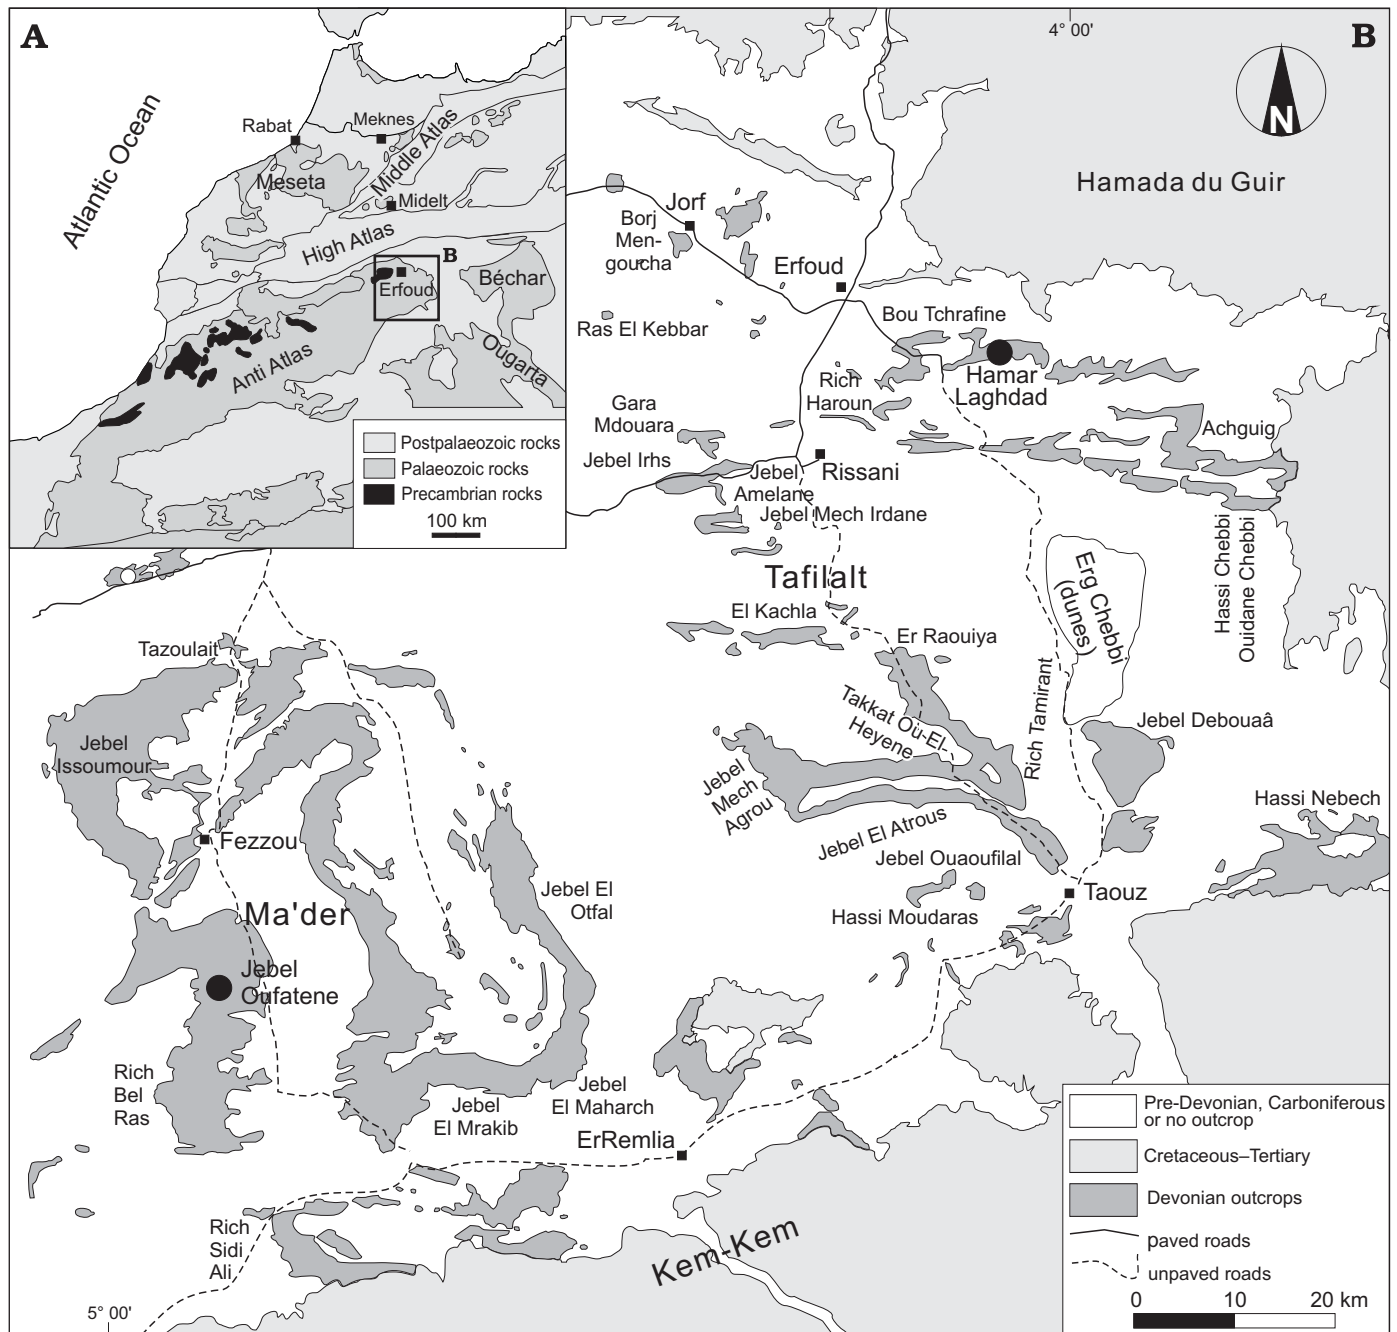 A
Atlantic Ocean
Rabat
Meknes
Middle Atlas
Meseta
Midelt
High Atlas
B
Erfoud
Béchar
Anti Atlas
Ougarta
Postpalaeozoic rocks
Palaeozoic rocks
Precambrian rocks
100 km
4° 00'
B
N
Hamada du Guir
Jorf
Borj
Men-
goucha
Erfoud
Ras El Kebbar
Bou Tchrafine
Hamar
Laghdad
Rich
Haroun
Gara
Mdouara
Achguig
Jebel Irhs
Jebel
Amelane
Rissani
Jebel Mech Irdane
Hassi Chebbi
Ouidane Chebbi
Erg Chebbi
(dunes)
Tafilalt
El Kachla
Er Raouiya
Tazoulait
Takkat Ou-El-
Heyene
Rich Tamirant
Jebel Debouaâ
Jebel
Issoumour
Jebel
Mech
Agrou
Hassi Nebech
Jebel El Atrous
Fezzou
Jebel Ouaoufilal
Jebel El
Otfal
Taouz
Ma'der
Hassi Moudaras
Jebel
Oufatene
Rich
Bel
Ras
Jebel
El Maharch
Jebel
El Mrakib
ErRemlia
Rich
Sidi
Ali
Kem-Kem
5° 00'
Pre-Devonian, Carboniferous
or no outcrop
Cretaceous–Tertiary
Devonian outcrops
paved roads
unpaved roads
0 10 20 km